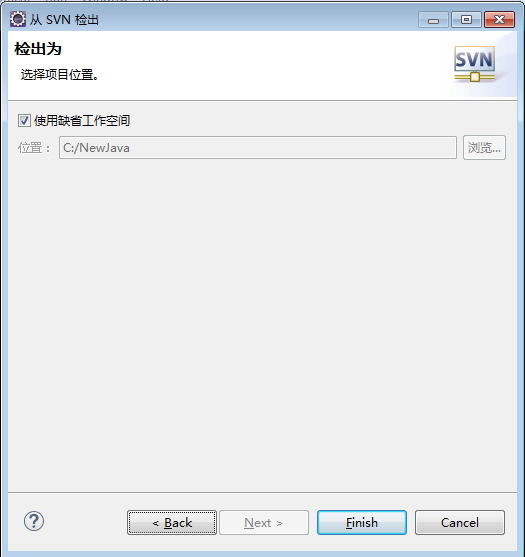 从 SVN 检出
检出为
选择项目位置。
SVN
使用缺省工作空间
位置： C:/NewJava 浏览...
? < Back Next > Finish Cancel